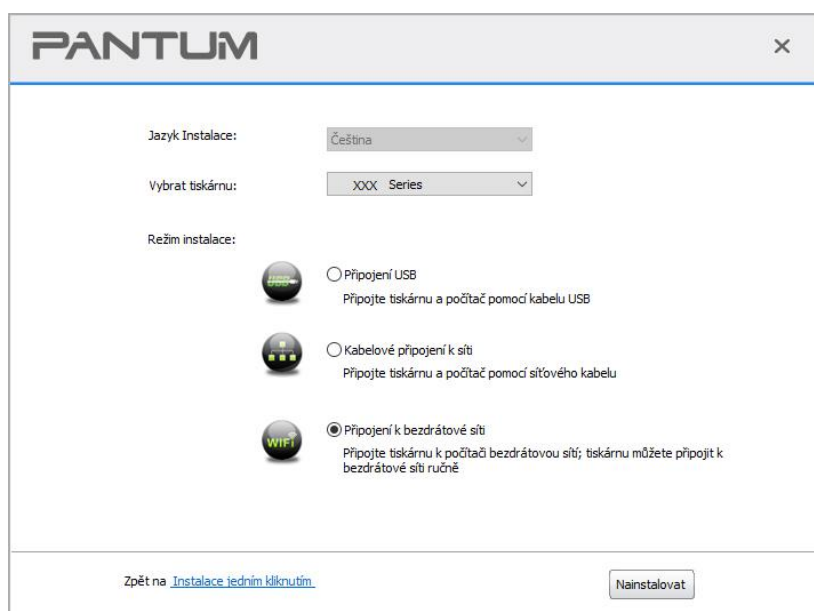 PANTUM
Jazyk Instalace:
Čeština
Vybrat tiskárnu:
XXX Series
Režim instalace:
USB
Připojení USB
Připojte tiskárnu a počítač pomocí kabelu USB
Kabelové připojení k síti
Připojte tiskárnu a počítač pomocí síťového kabelu
WiFi
Připojení k bezdrátové síti
Připojte tiskárnu k počítači bezdrátovou sítí; tiskárnu můžete připojit k
bezdrátové síti ručně
Zpět na Instalace jedním kliknutím
Nainstalovat